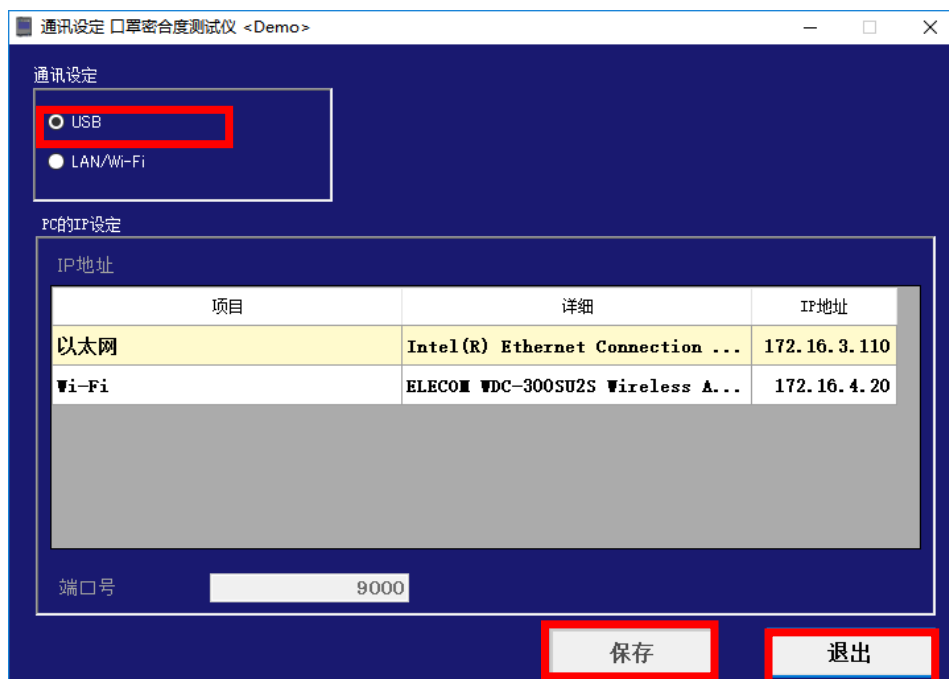 通讯设定 口罩密合度测试仪 <Demo>
通讯设定
USB
LAN/Wi-Fi
PC的IP设定
IP地址
项目 详细 IP地址
以太网 Intel(R) Ethernet Connection ... 172.16.3.110
Wi-Fi ELECOM WDC-300SU2S Wireless A... 172.16.4.20
端口号 9000
保存 退出